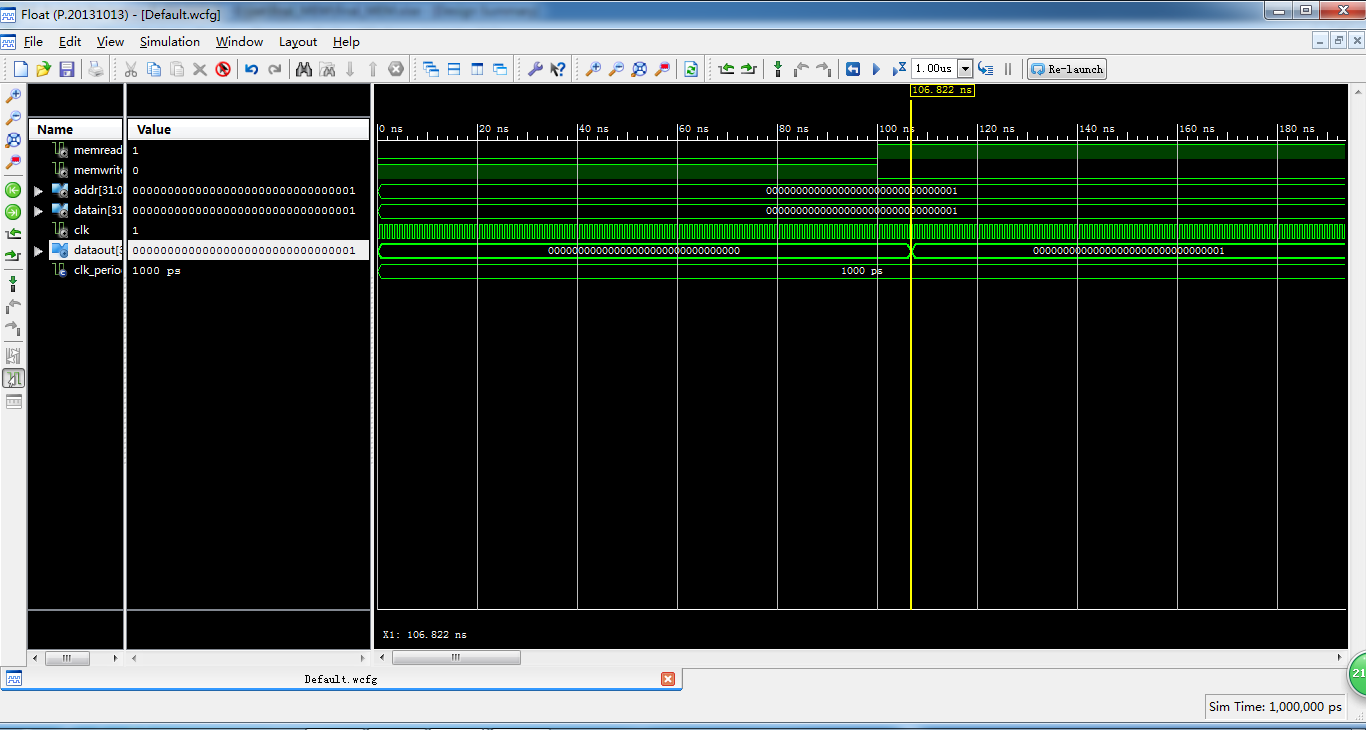 Float (P.20131013) - [Default.wcfg]
File Edit View Simulation Window Layout Help
1.00us Re-launch
106.822 ns
Name Value
0 ns 20 ns 40 ns 60 ns 80 ns 100 ns 120 ns 140 ns 160 ns 180 ns
memread 1
memwrite 0
addr[31:0 00000000000000000000000000000001 00000000000000000000000000000001
datain[31 00000000000000000000000000000001 00000000000000000000000000000001
clk 1
dataout[3 00000000000000000000000000000001 00000000000000000000000000000000 00000000000000000000000000000001
clk_perio 1000 ps 1000 ps
X1: 106.822 ns
Default.wcfg
21
Sim Time: 1,000,000 ps